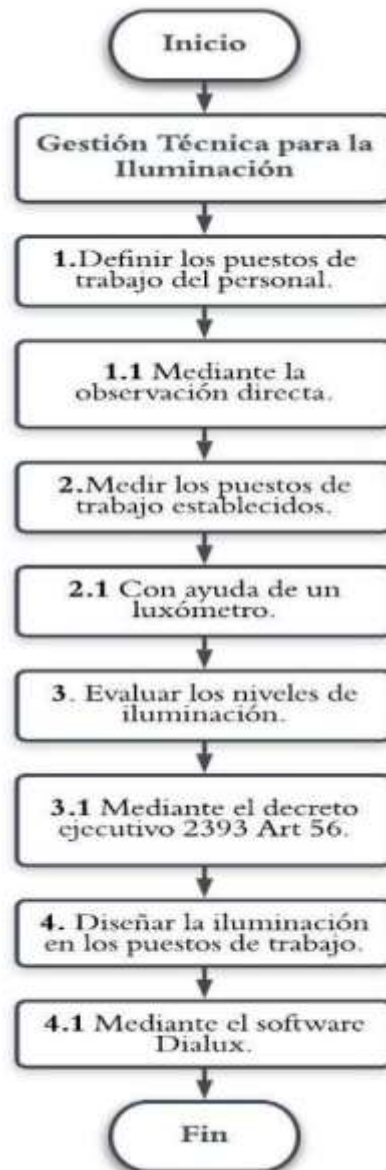 Inicio
Gestión Técnica para la
Iluminación
1.Definir los puestos de
trabajo del personal.
1.1 Mediante la
observación directa.
2.Medir los puestos de
trabajo establecidos.
2.1 Con ayuda de un
luxómetro.
3. Evaluar los niveles de
iluminación.
3.1 Mediante el decreto
ejecutivo 2393 Art 56.
4. Diseñar la iluminación
en los puestos de trabajo.
4.1 Mediante el software
Dialux.
Fin